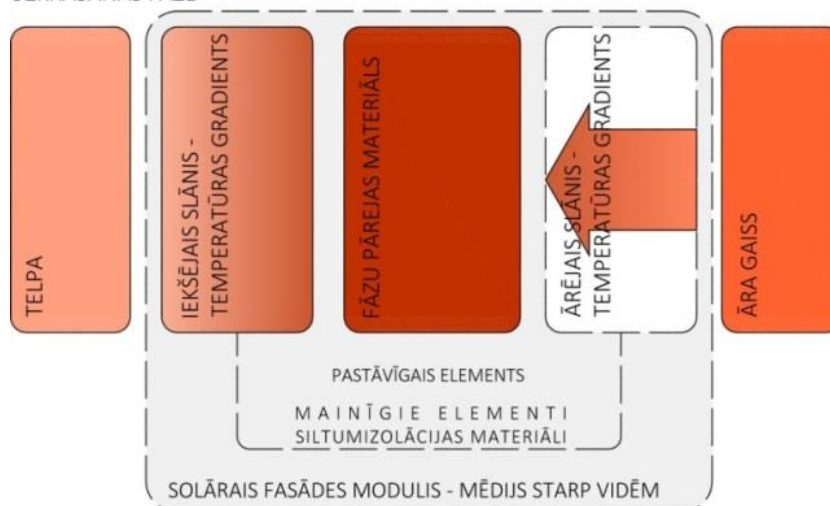 TELPA
IEKŠĒJAIS SLĀNIS -
TEMPERATŪRAS GRADIENTS
FĀZU PĀREJAS MATERIĀLS
ĀRĒJAIS SLĀNIS -
TEMPERATŪRAS GRADIENTS
ĀRA GAISS
PASTĀVĪGAIS ELEMENTS
MAINĪGIE ELEMENTI
SILTUMIZOLĀCIJAS MATERIĀLI
SOLĀRAIS FASĀDES MODULIS - MĒDIJS STARP VIDĒM